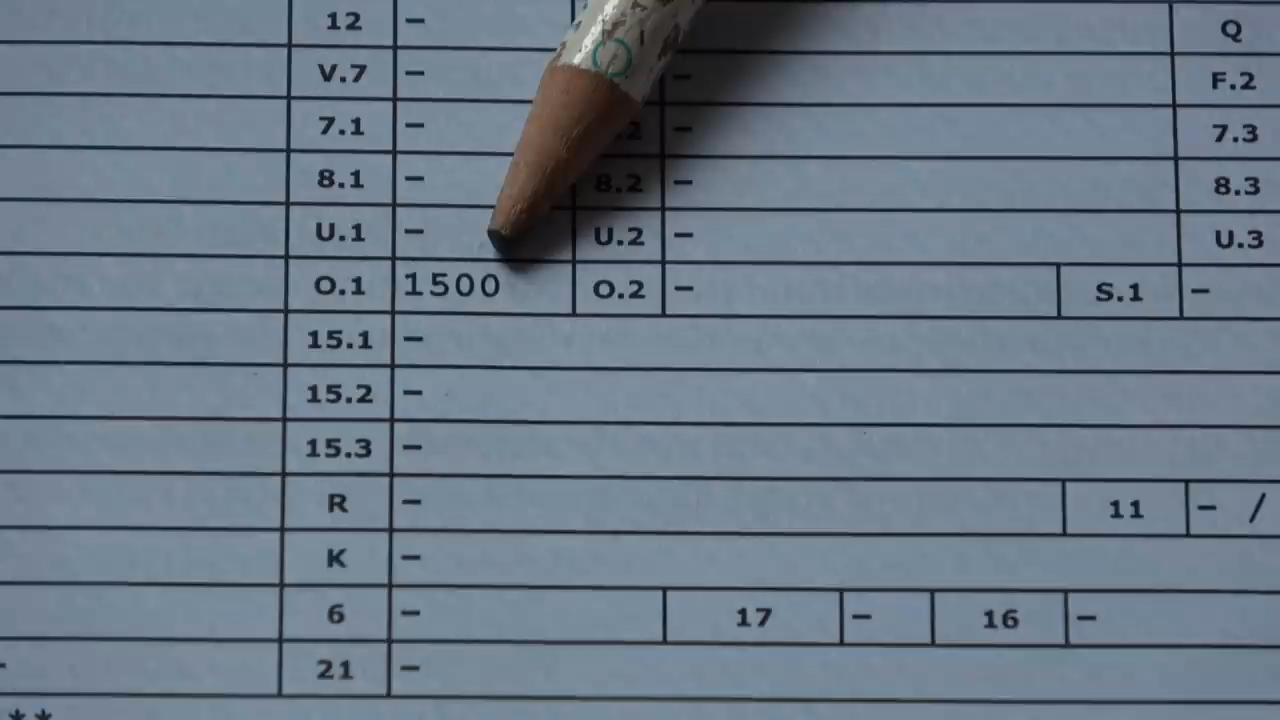 12 – Q
V.7 – – F.2
7.1 – .2 – 7.3
8.1 – 8.2 – 8.3
U.1 – U.2 – U.3
O.1 1500 O.2 – S.1 –
15.1 –
15.2 –
15.3 –
R – 11 – /
K –
6 – 17 – 16 –
- 21 –
**